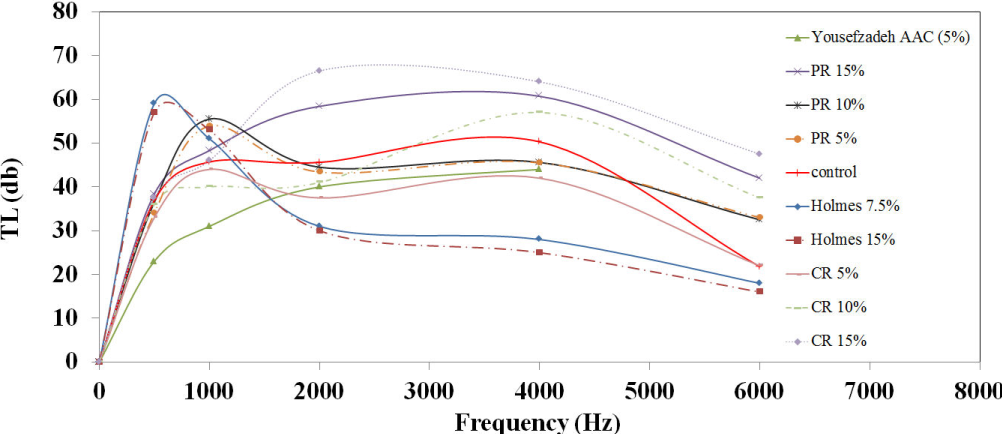 80
70
60
50
40
30
20
10
0
TL (db)
0 1000 2000 3000 4000 5000 6000 7000 8000
Frequency (Hz)
Yousefzadeh AAC (5%)
PR 15%
PR 10%
PR 5%
control
Holmes 7.5%
Holmes 15%
CR 5%
CR 10%
CR 15%